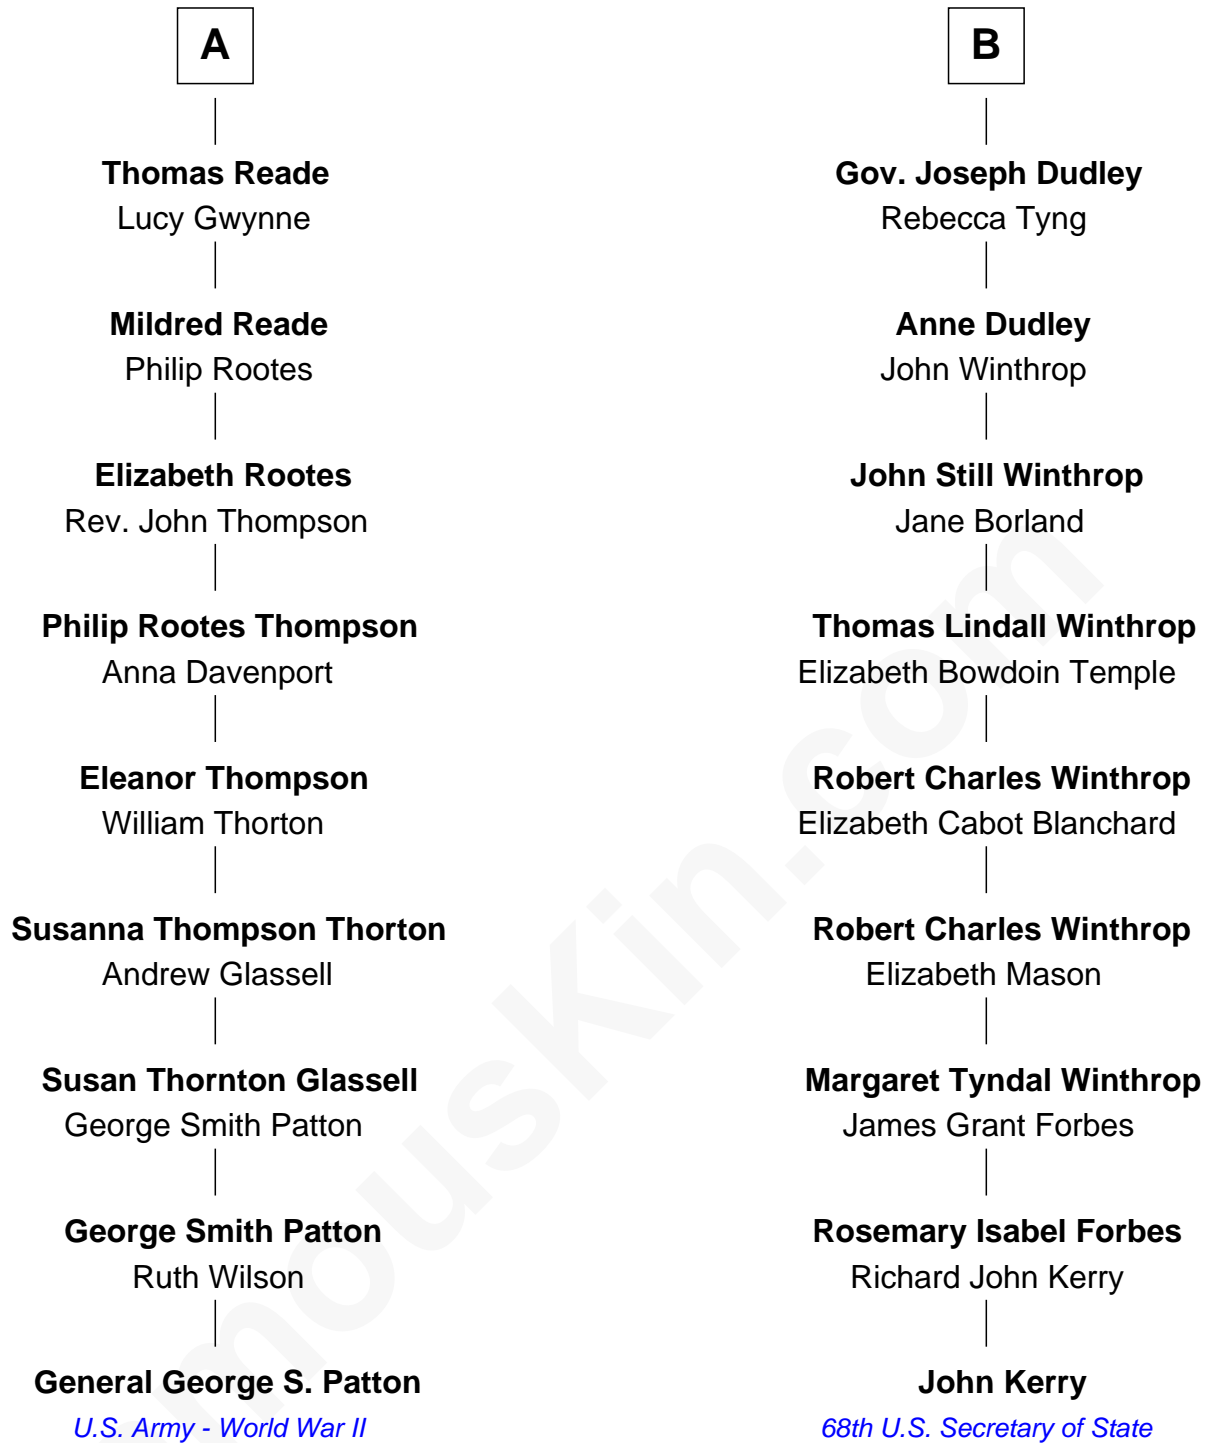 A
Thomas Reade
Lucy Gwynne
Mildred Reade
Philip Rootes
Elizabeth Rootes
Rev. John Thompson
Philip Rootes Thompson
Anna Davenport
Eleanor Thompson
William Thorton
Susanna Thompson Thorton
Andrew Glassell
Susan Thornton Glassell
George Smith Patton
George Smith Patton
Ruth Wilson
General George S. Patton
U.S. Army - World War II
B
Gov. Joseph Dudley
Rebecca Tyng
Anne Dudley
John Winthrop
John Still Winthrop
Jane Borland
Thomas Lindall Winthrop
Elizabeth Bowdoin Temple
Robert Charles Winthrop
Elizabeth Cabot Blanchard
Robert Charles Winthrop
Elizabeth Mason
Margaret Tyndal Winthrop
James Grant Forbes
Rosemary Isabel Forbes
Richard John Kerry
John Kerry
68th U.S. Secretary of State
mouskin.com